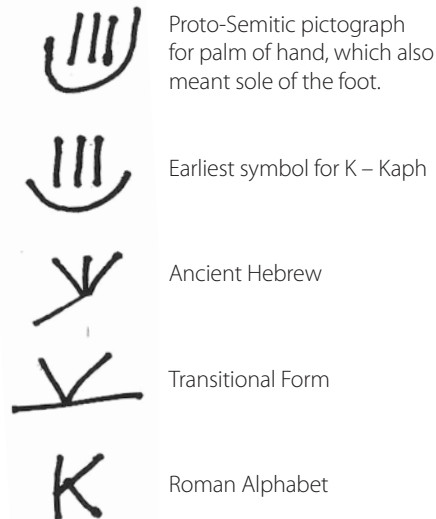 Proto-Semitic pictograph
for palm of hand, which also
meant sole of the foot.
Earliest symbol for K – Kaph
Ancient Hebrew
Transitional Form
K
Roman Alphabet